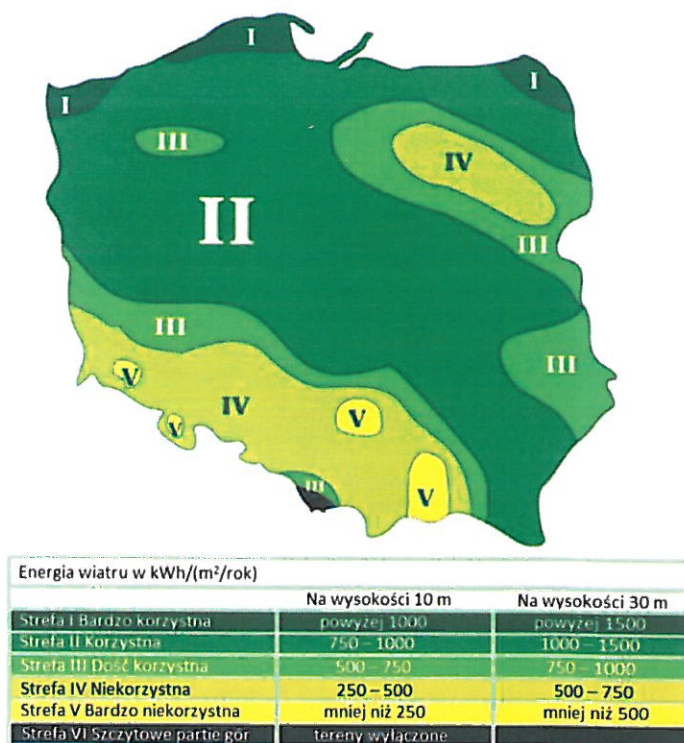 I
I
I
III
IV
II
III
III
III
V
IV
V
V
III
V
Energia wiatru w kWh/(m²/rok)
Na wysokości 10 m Na wysokości 30 m
Strefa I Bardzo korzystna powyżej 1000 powyżej 1500
Strefa II Korzystna 750 – 1000 1000 – 1500
Strefa III Dość korzystna 500 – 750 750 – 1000
Strefa IV Niekorzystna 250 – 500 500 – 750
Strefa V Bardzo niekorzystna mniej niż 250 mniej niż 500
Strefa VI Szczytowe partie gór tereny wyłączone